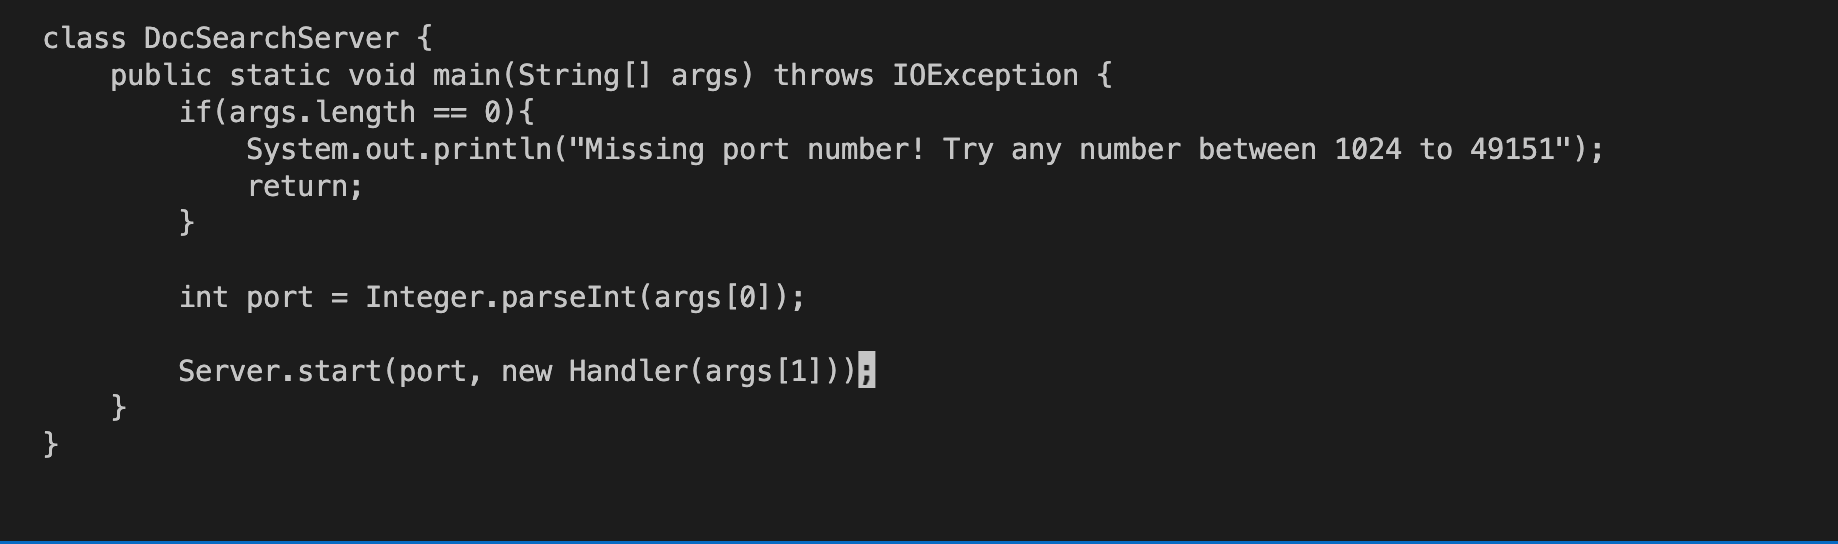 class DocSearchServer {
    public static void main(String[] args) throws IOException {
        if(args.length == 0){
            System.out.println("Missing port number! Try any number between 1024 to 49151");
            return;
        }

        int port = Integer.parseInt(args[0]);

        Server.start(port, new Handler(args[1]));
    }
}